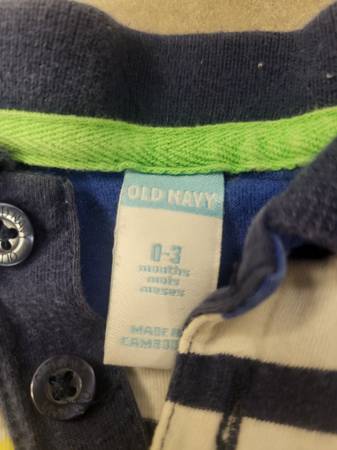 OLD NAVY
0-3
months
mois
meses
MADE IN